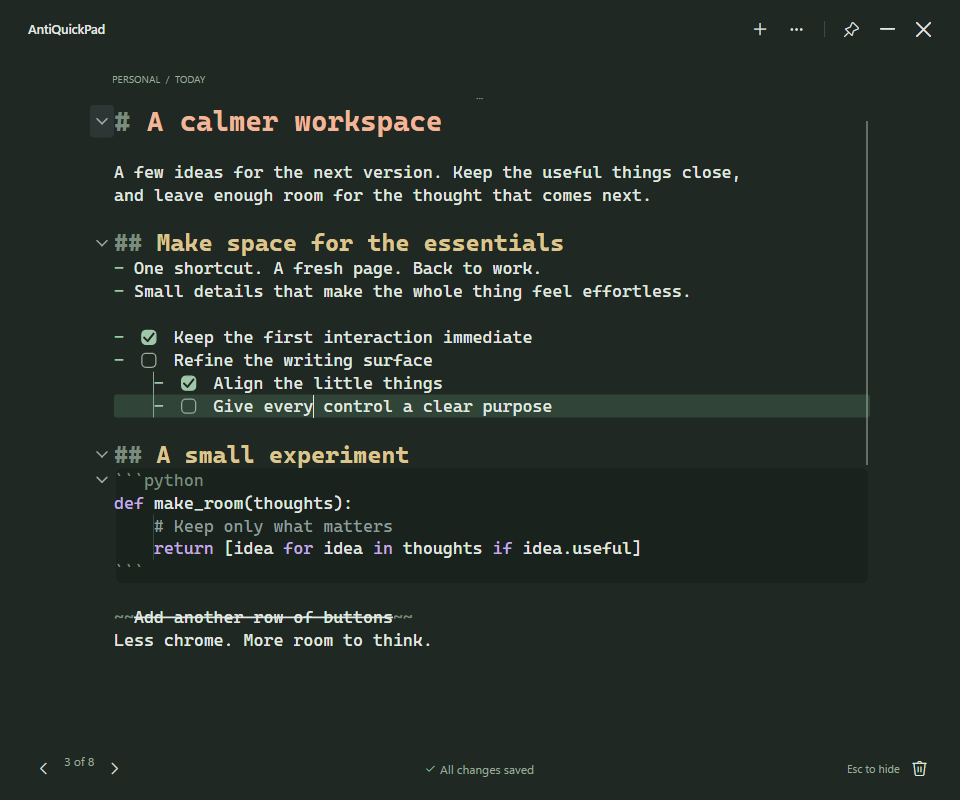 AntiQuickPad
PERSONAL / TODAY
...
# A calmer workspace
A few ideas for the next version. Keep the useful things close,
and leave enough room for the thought that comes next.
## Make space for the essentials
- One shortcut. A fresh page. Back to work.
- Small details that make the whole thing feel effortless.
- Keep the first interaction immediate
- Refine the writing surface
- Align the little things
- Give every control a clear purpose
## A small experiment
```python
def make_room(thoughts):
# Keep only what matters
return [idea for idea in thoughts if idea.useful]
```
~~Add another row of buttons~~
Less chrome. More room to think.
3 of 8
All changes saved
Esc to hide